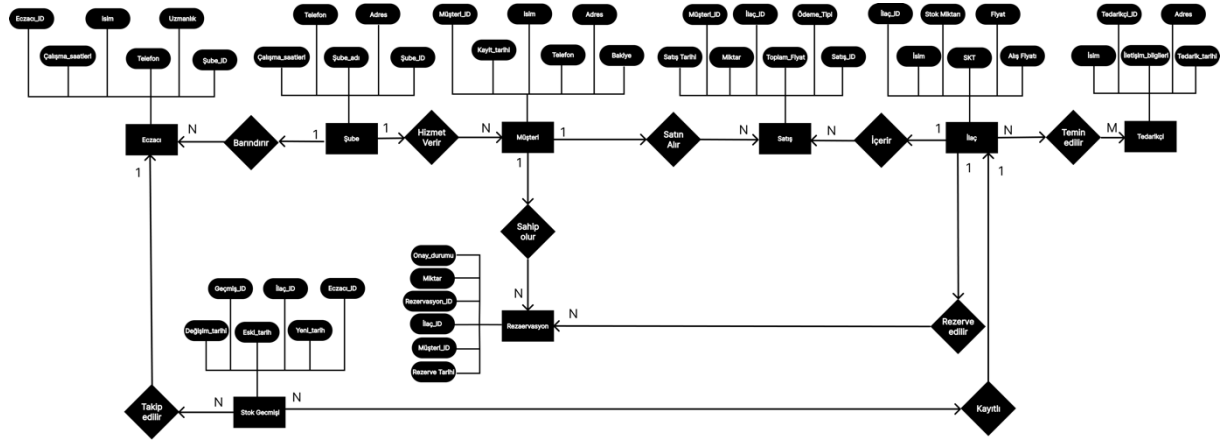 Eczacı_ID
İsim
Uzmanlık
Çalışma_saatleri
Telefon
Şube_ID
Telefon
Adres
Çalışma_saatleri
Şube_adı
Şube_ID
Müşteri_ID
İsim
Adres
Kayit_tarihi
Telefon
Bakiye
Müşteri_ID
İlaç_ID
Ödeme_Tipi
Satış Tarihi
Miktar
Toplam_Fiyat
Satış_ID
İlaç_ID
Stok Miktarı
Fiyat
İsim
SKT
Alış Fiyatı
Tedarikçi_ID
Adres
İsim
İletişim_bilgileri
Tedarik_tarihi
Eczacı
N
Barındırır
1
Şube
1
Hizmet
Verir
N
Müşteri
1
Satın
Alır
N
Satış
N
İçerir
1
İlaç
N
Temin
edilir
M
Tedarikçi
1
1
1
1
Sahip
olur
N
Onay_durumu
Miktar
Rezervasyon_ID
İlaç_ID
Müşteri_ID
Rezerve Tarihi
Rezaervasyon
N
Rezerve
edilir
Geçmiş_ID
İlaç_ID
Eczacı_ID
Değişim_tarihi
Eski_tarih
Yeni_tarih
Takip
edilir
N
Stok Gecmişi
N
N
Kayıtlı